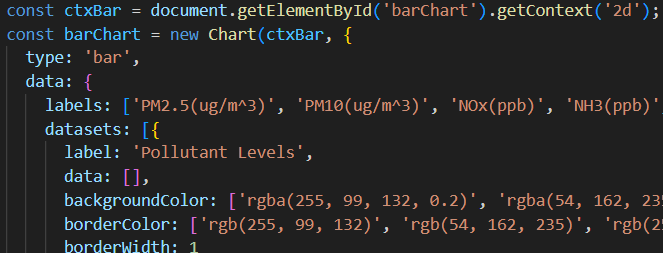 const ctxBar = document.getElementById('barChart').getContext('2d');
const barChart = new Chart(ctxBar, {
type: 'bar',
data: {
labels: ['PM2.5(ug/m^3)', 'PM10(ug/m^3)', 'NOx(ppb)', 'NH3(ppb)'
datasets: [{
label: 'Pollutant Levels',
data: [],
backgroundColor: ['rgba(255, 99, 132, 0.2)', 'rgba(54, 162, 235
borderColor: ['rgb(255, 99, 132)', 'rgb(54, 162, 235)', 'rgb(25
borderWidth: 1